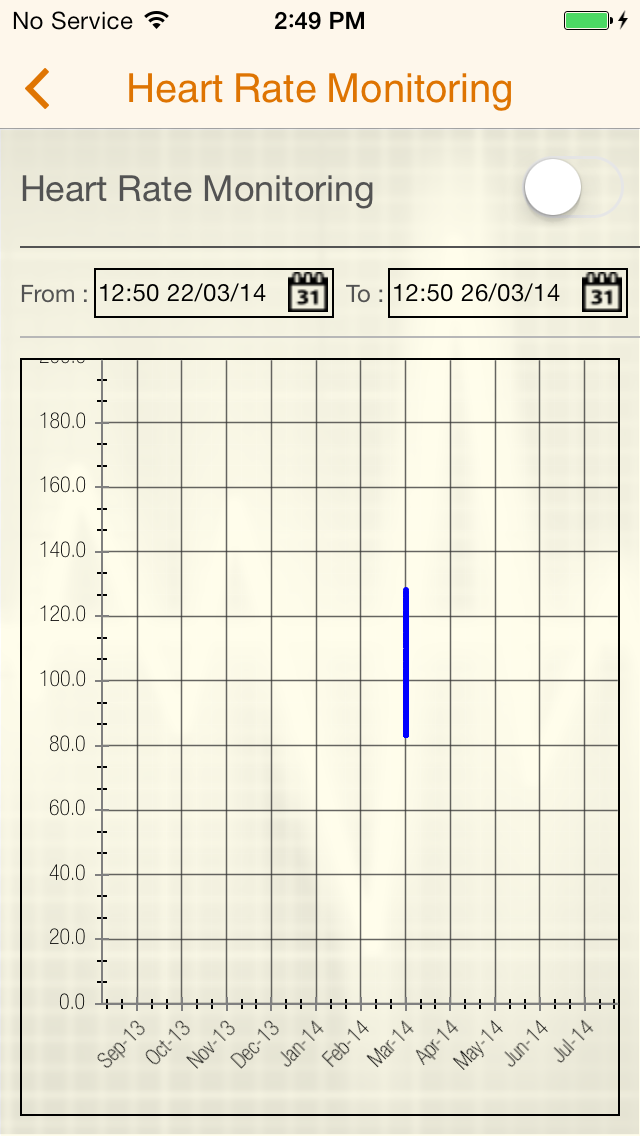 No Service 2:49 PM
Heart Rate Monitoring
Heart Rate Monitoring
From : 12:50 22/03/14 31 To : 12:50 26/03/14 31
180.0
160.0
140.0
120.0
100.0
80.0
60.0
40.0
20.0
0.0
Sep-13 Oct-13 Nov-13 Dec-13 Jan-14 Feb-14 Mar-14 Apr-14 May-14 Jun-14 Jul-14